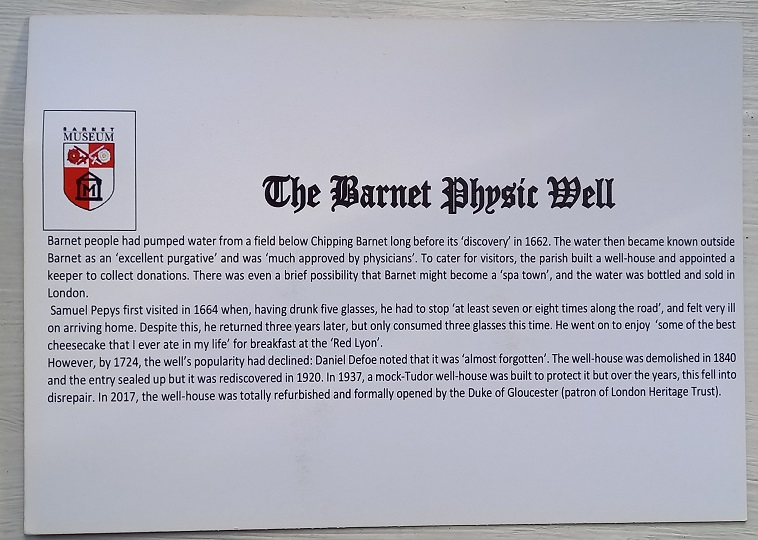 BARNET
MUSEUM
M
The Barnet Physic Well
Barnet people had pumped water from a field below Chipping Barnet long before its ‘discovery’ in 1662. The water then became known outside
Barnet as an ‘excellent purgative’ and was ‘much approved by physicians’. To cater for visitors, the parish built a well-house and appointed a
keeper to collect donations. There was even a brief possibility that Barnet might become a ‘spa town’, and the water was bottled and sold in
London.
Samuel Pepys first visited in 1664 when, having drunk five glasses, he had to stop ‘at least seven or eight times along the road’, and felt very ill
on arriving home. Despite this, he returned three years later, but only consumed three glasses this time. He went on to enjoy ‘some of the best
cheesecake that I ever ate in my life’ for breakfast at the ‘Red Lyon’.
However, by 1724, the well’s popularity had declined: Daniel Defoe noted that it was ‘almost forgotten’. The well-house was demolished in 1840
and the entry sealed up but it was rediscovered in 1920. In 1937, a mock-Tudor well-house was built to protect it but over the years, this fell into
disrepair. In 2017, the well-house was totally refurbished and formally opened by the Duke of Gloucester (patron of London Heritage Trust).